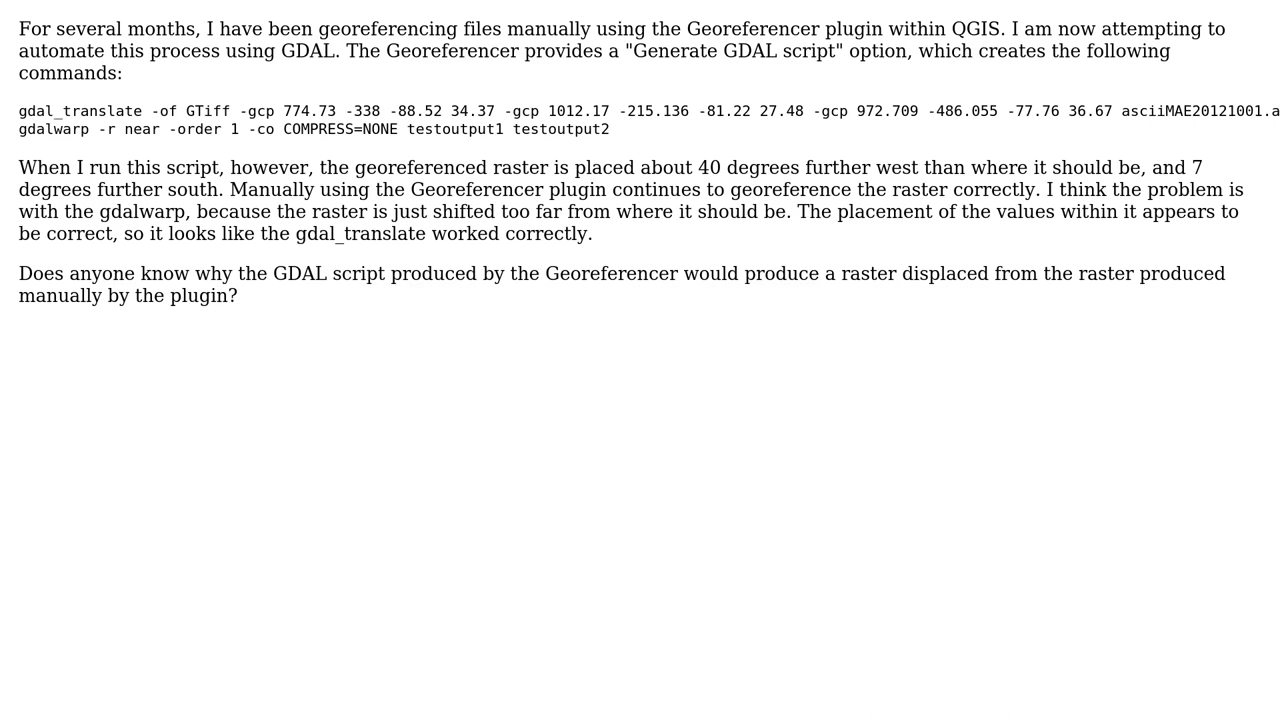 For several months, I have been georeferencing files manually using the Georeferencer plugin within QGIS. I am now attempting to
automate this process using GDAL. The Georeferencer provides a "Generate GDAL script" option, which creates the following
commands:
gdal_translate -of GTiff -gcp 774.73 -338 -88.52 34.37 -gcp 1012.17 -215.136 -81.22 27.48 -gcp 972.709 -486.055 -77.76 36.67 asciiMAE20121001.a
gdalwarp -r near -order 1 -co COMPRESS=NONE testoutput1 testoutput2
When I run this script, however, the georeferenced raster is placed about 40 degrees further west than where it should be, and 7
degrees further south. Manually using the Georeferencer plugin continues to georeference the raster correctly. I think the problem is
with the gdalwarp, because the raster is just shifted too far from where it should be. The placement of the values within it appears to
be correct, so it looks like the gdal_translate worked correctly.
Does anyone know why the GDAL script produced by the Georeferencer would produce a raster displaced from the raster produced
manually by the plugin?